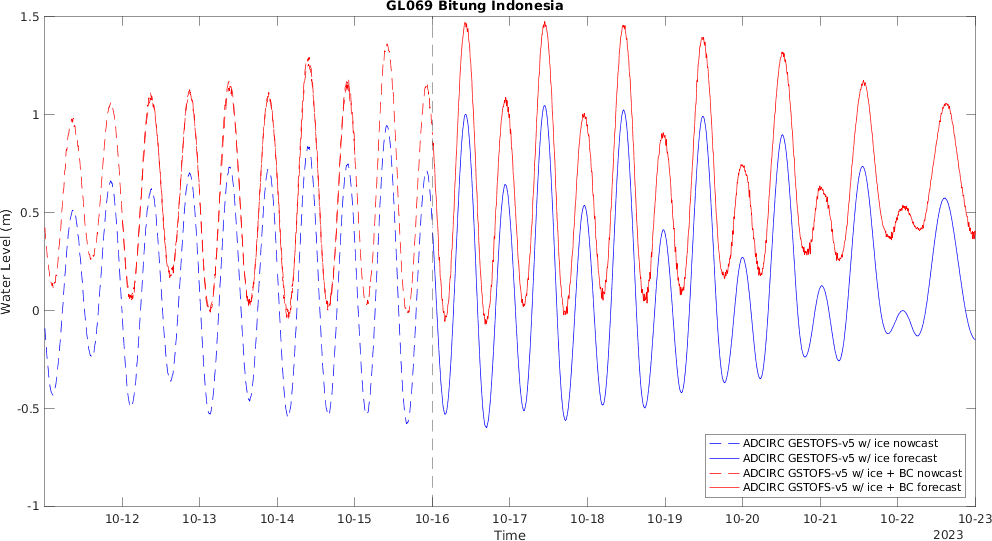 GL069 Bitung Indonesia
1.5
1
0.5
0
-0.5
-1
Water Level (m)
ADCIRC GESTOFS-v5 w/ ice nowcast
ADCIRC GESTOFS-v5 w/ ice forecast
ADCIRC GSTOFS-v5 w/ ice + BC nowcast
ADCIRC GSTOFS-v5 w/ ice + BC forecast
10-12 10-13 10-14 10-15 10-16 10-17 10-18 10-19 10-20 10-21 10-22 10-23
Time
2023